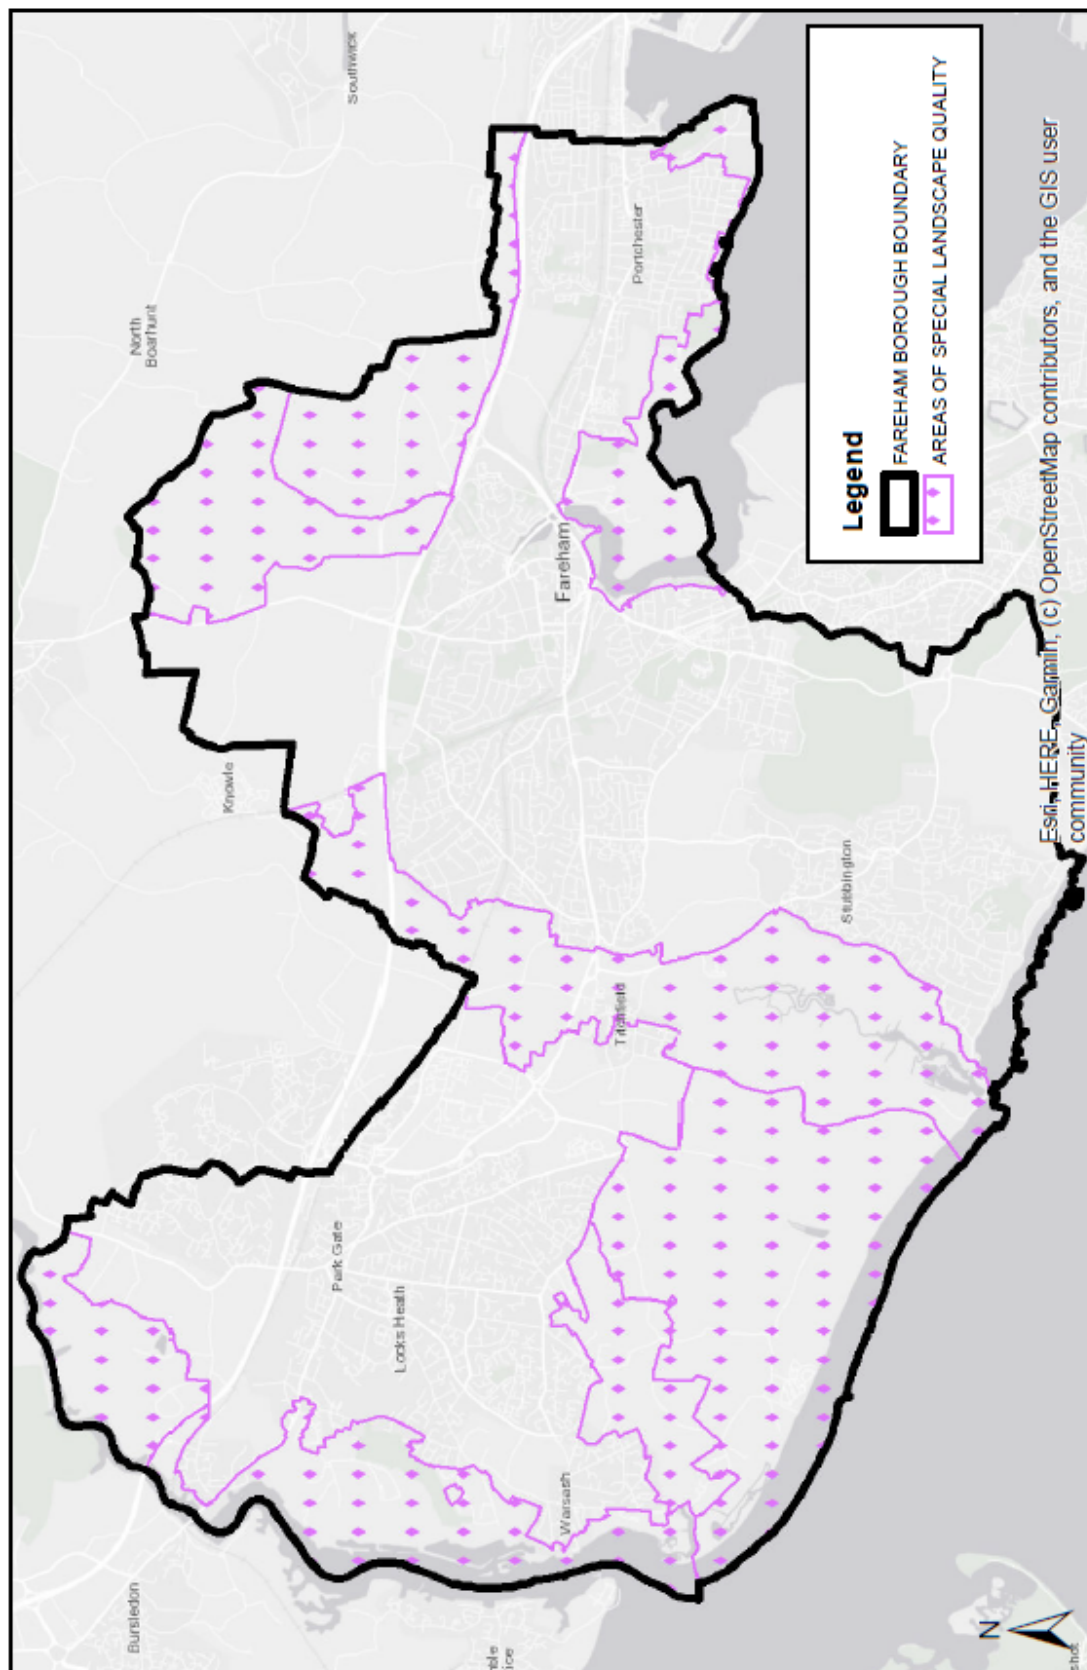 Southwick
North
Boarhunt
Portchester
Fareham
Knowle
Stubbington
Titchfield
Park Gate
Locks Heath
Warsash
Bursledon
ice
N
Legend
FAREHAM BOROUGH BOUNDARY
AREAS OF SPECIAL LANDSCAPE QUALITY
Esri, HERE, Garmin, (c) OpenStreetMap contributors, and the GIS user
community